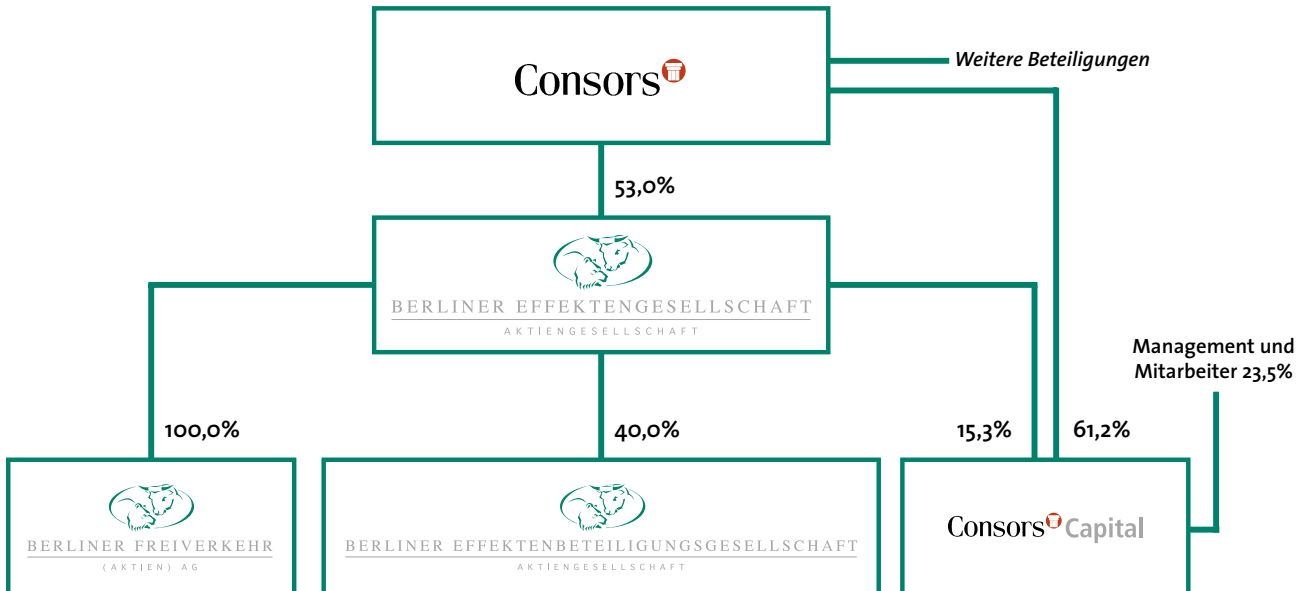 Consors
Weitere Beteiligungen
53,0%
BERLINER EFFEKTENGESELLSCHAFT
AKTIENGESELLSCHAFT
Management und
Mitarbeiter 23,5%
100,0%
40,0%
15,3%
61,2%
BERLINER FREIVERKEHR
(AKTIEN) AG
BERLINER EFFEKTENBETEILIGUNGSGESELLSCHAFT
AKTIENGESELLSCHAFT
Consors Capital